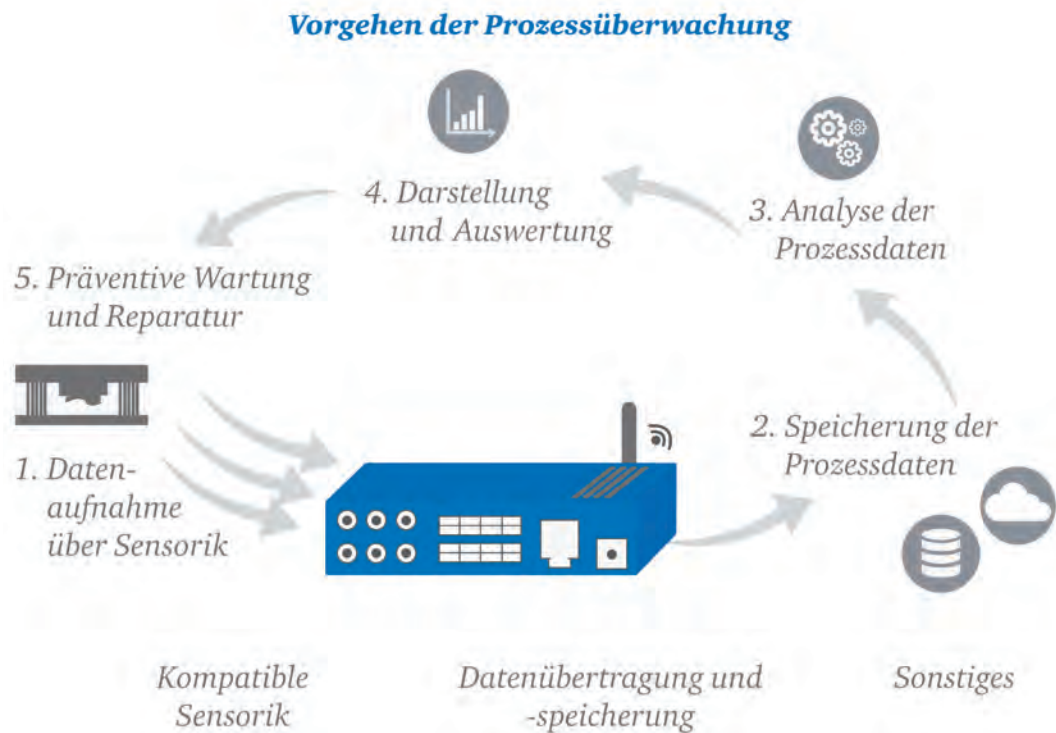 Vorgehen der Prozessüberwachung
1. Daten-
aufnahme
über Sensorik
2. Speicherung der
Prozessdaten
3. Analyse der
Prozessdaten
4. Darstellung
und Auswertung
5. Präventive Wartung
und Reparatur
Kompatible
Sensorik
Datenübertragung und
-speicherung
Sonstiges